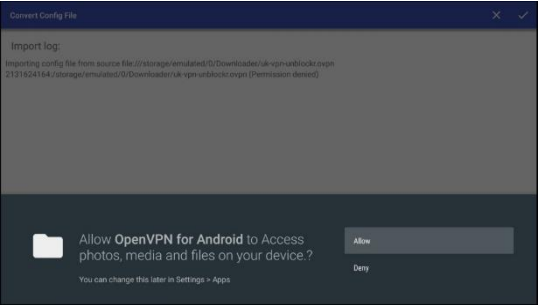 Convert Config File
Import log:
Importing config file from source file:///storage/emulated/0/Downloader/uk-vpn-unblockr.ovpn
2131624164:/storage/emulated/0/Downloader/uk-vpn-unblockr.ovpn (Permission denied)
Allow OpenVPN for Android to Access
photos, media and files on your device.?
You can change this later in Settings > Apps
Allow
Deny